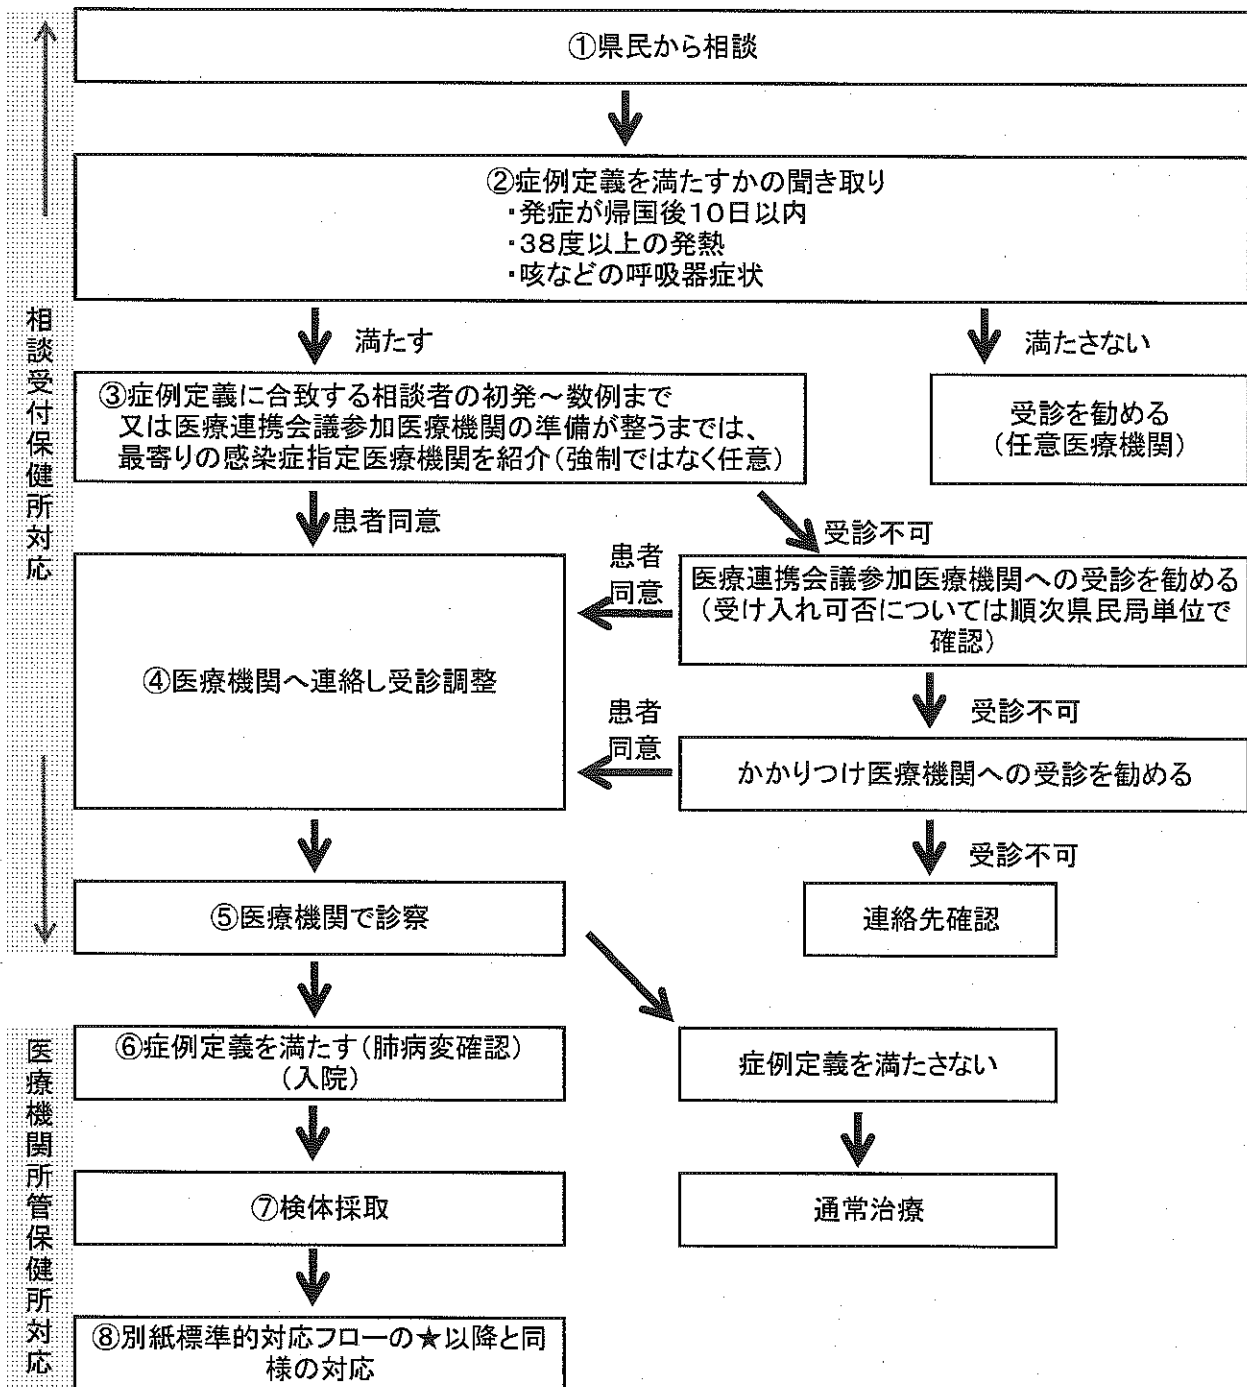 ①県民から相談
②症例定義を満たすかの聞き取り
・発症が帰国後10日以内
・38度以上の発熱
・咳などの呼吸器症状
相談受付保健所対応
満たす
満たさない
③症例定義に合致する相談者の初発～数例まで
又は医療連携会議参加医療機関の準備が整うまでは、
最寄りの感染症指定医療機関を紹介(強制ではなく任意)
受診を勧める
(任意医療機関)
患者同意
受診不可
患者
同意
医療連携会議参加医療機関への受診を勧める
(受け入れ可否については順次県民局単位で
確認)
④医療機関へ連絡し受診調整
受診不可
患者
同意
かかりつけ医療機関への受診を勧める
受診不可
⑤医療機関で診察
連絡先確認
医療機関所管保健所対応
⑥症例定義を満たす(肺病変確認)
(入院)
症例定義を満たさない
⑦検体採取
通常治療
⑧別紙標準的対応フローの★以降と同
様の対応